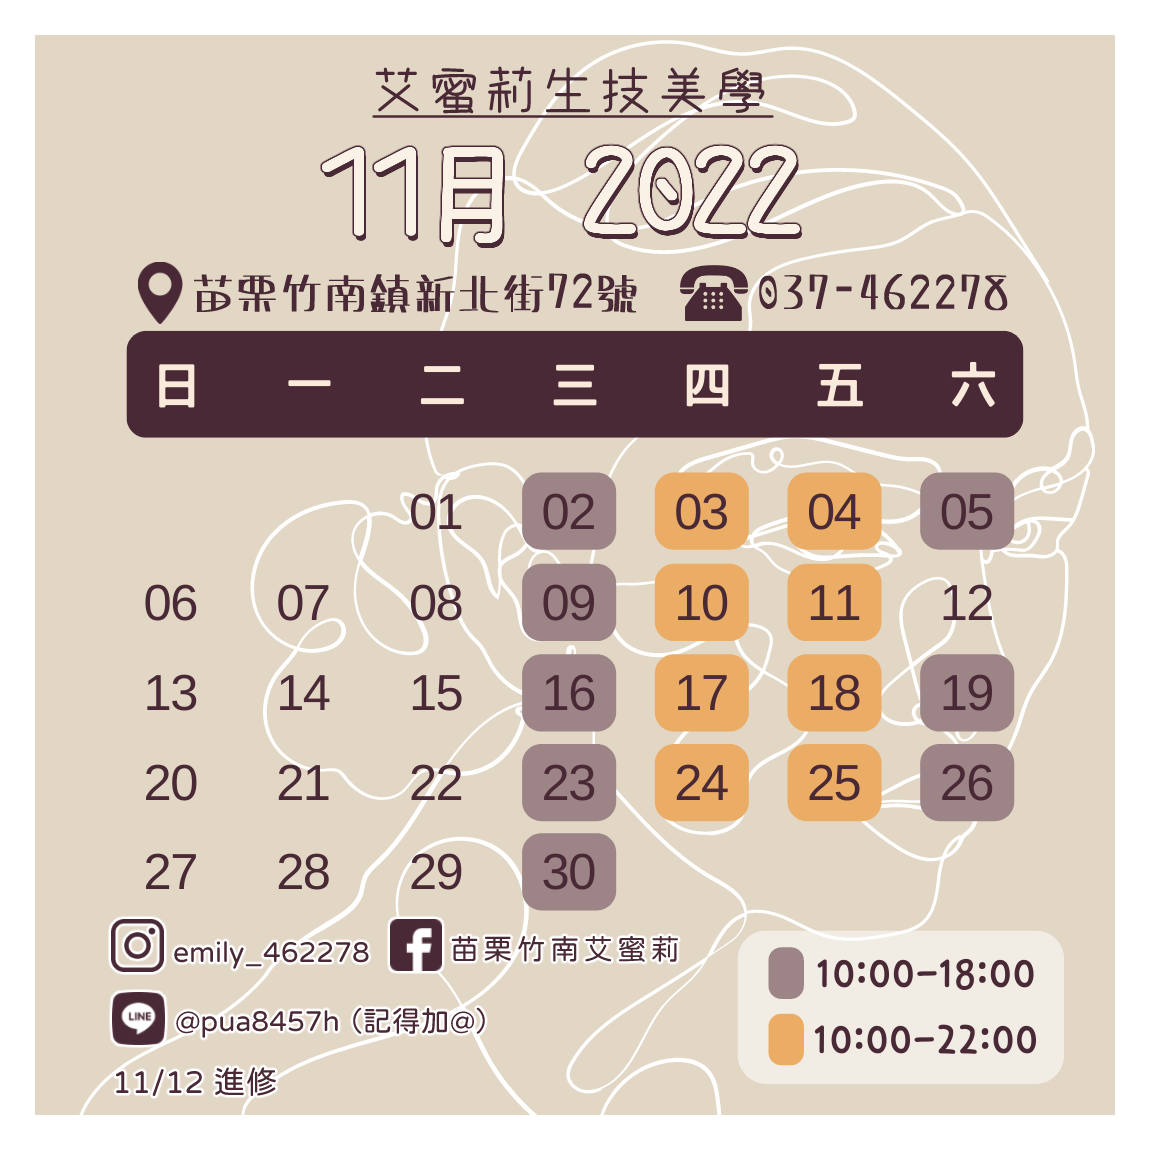 艾蜜莉生技美學
11月 2022
苗栗竹南鎮新北街72號 037-462278
日 一 二 三 四 五 六
01 02 03 04 05
06 07 08 09 10 11 12
13 14 15 16 17 18 19
20 21 22 23 24 25 26
27 28 29 30
emily_462278 苗栗竹南艾蜜莉
LINE @pua8457h (記得加@)
11/12 進修
10:00-18:00
10:00-22:00